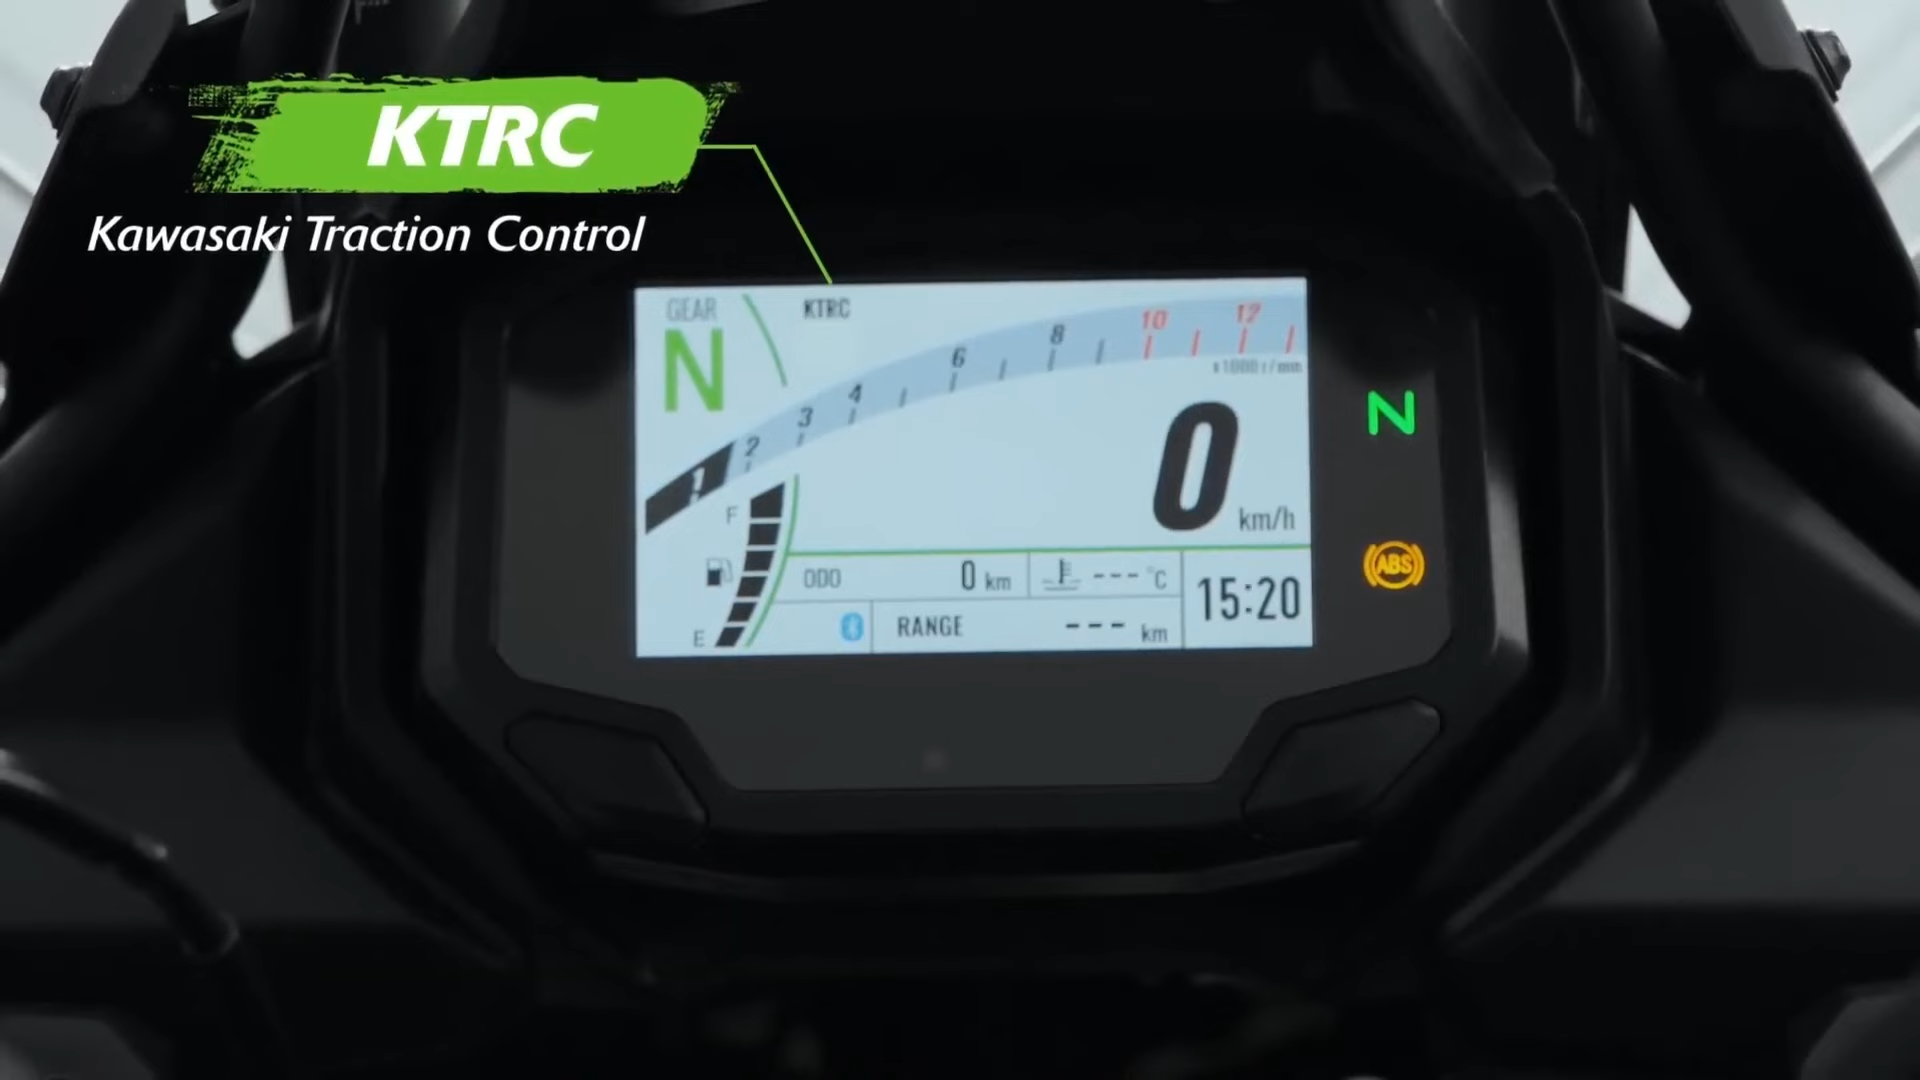 KTRC
Kawasaki Traction Control
GEAR
N
KTRC
1 2 3 4 6 8 10 12
x1000 r/min
0 km/h
N
F
E
ODO 0 km
--- °C
15:20
RANGE --- km
ABS